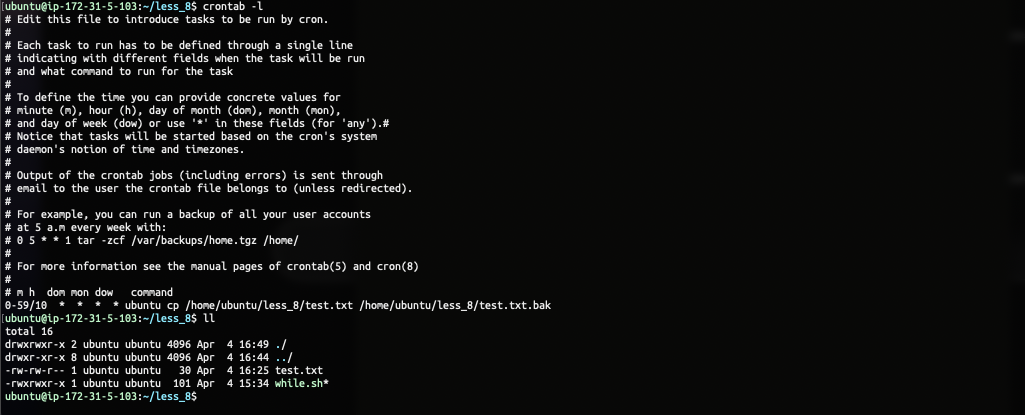 [ubuntu@ip-172-31-5-103:~/less_8$ crontab -l
# Edit this file to introduce tasks to be run by cron.
#
# Each task to run has to be defined through a single line
# indicating with different fields when the task will be run
# and what command to run for the task
#
# To define the time you can provide concrete values for
# minute (m), hour (h), day of month (dom), month (mon),
# and day of week (dow) or use '*' in these fields (for 'any').#
# Notice that tasks will be started based on the cron's system
# daemon's notion of time and timezones.
#
# Output of the crontab jobs (including errors) is sent through
# email to the user the crontab file belongs to (unless redirected).
#
# For example, you can run a backup of all your user accounts
# at 5 a.m every week with:
# 0 5 * * 1 tar -zcf /var/backups/home.tgz /home/
#
# For more information see the manual pages of crontab(5) and cron(8)
#
# m h  dom mon dow   command
0-59/10  *  *  *  * ubuntu cp /home/ubuntu/less_8/test.txt /home/ubuntu/less_8/test.txt.bak
[ubuntu@ip-172-31-5-103:~/less_8$ ll
total 16
drwxrwxr-x 2 ubuntu ubuntu 4096 Apr  4 16:49 ./
drwxr-xr-x 8 ubuntu ubuntu 4096 Apr  4 16:44 ../
-rw-rw-r-- 1 ubuntu ubuntu   30 Apr  4 16:25 test.txt
-rwxrwxr-x 1 ubuntu ubuntu  101 Apr  4 15:34 while.sh*
ubuntu@ip-172-31-5-103:~/less_8$